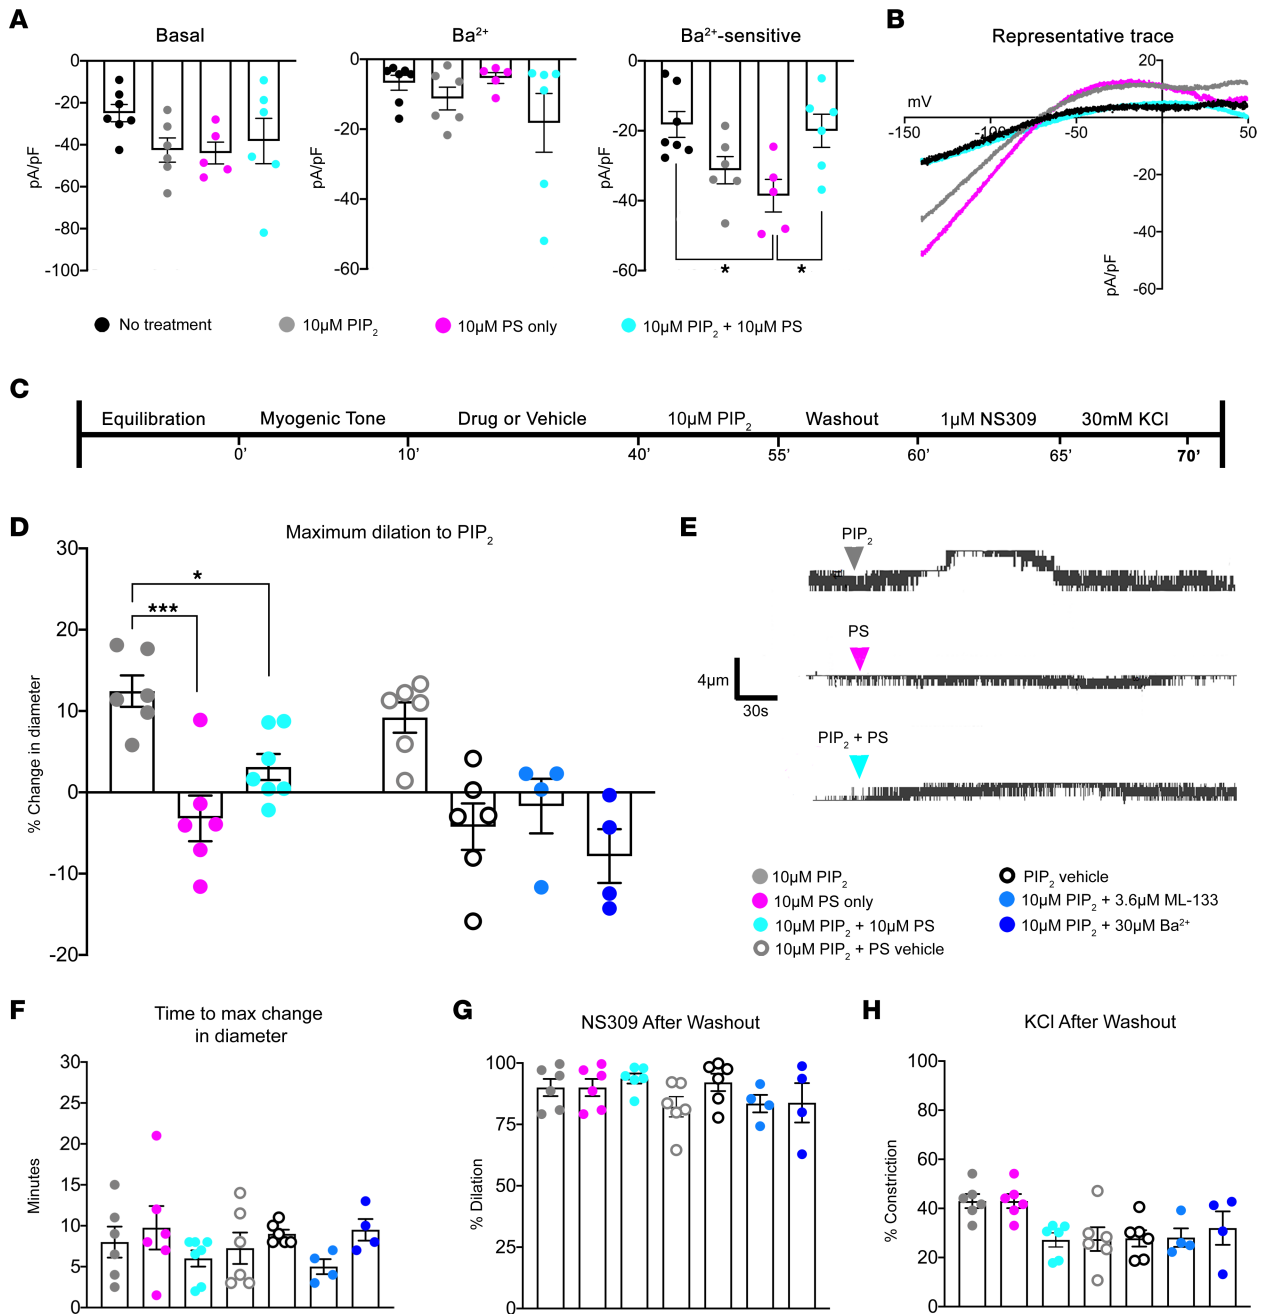 A
Basal
Ba²⁺
Ba²⁺-sensitive
0
-20
-40
-60
-80
-100
pA/pF
0
-20
-40
-60
pA/pF
0
-20
-40
-60
pA/pF
*
*
No treatment
10µM PIP₂
10µM PS only
10µM PIP₂ + 10µM PS
B
Representative trace
mV
-150
-100
-50
50
20
-20
-40
-60
pA/pF
C
Equilibration
Myogenic Tone
Drug or Vehicle
10µM PIP₂
Washout
1µM NS309
30mM KCl
0'
10'
40'
55'
60'
65'
70'
D
Maximum dilation to PIP₂
30
20
10
0
-10
-20
% Change in diameter
*
***
E
PIP₂
PS
4µm
30s
PIP₂ + PS
10µM PIP₂
10µM PS only
10µM PIP₂ + 10µM PS
10µM PIP₂ + PS vehicle
PIP₂ vehicle
10µM PIP₂ + 3.6µM ML-133
10µM PIP₂ + 30µM Ba²⁺
F
Time to max change
in diameter
30
25
20
15
10
5
0
Minutes
G
NS309 After Washout
100
75
50
25
0
% Dilation
H
KCl After Washout
100
80
60
40
20
0
% Constriction